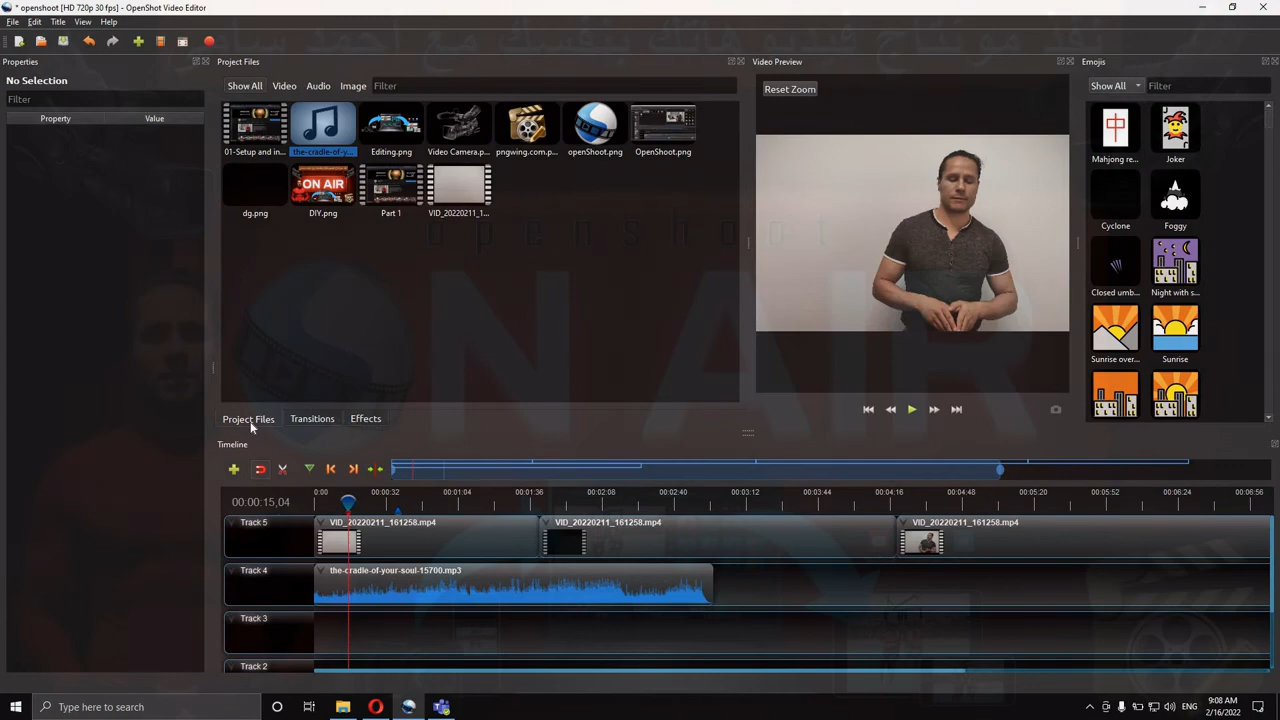 * openshoot [HD 720p 30 fps] - OpenShot Video Editor
File Edit Title View Help
Properties
Project Files
Video Preview
Emojis
No Selection
Filter
Property Value
Show All Video Audio Image Filter
01-Setup and in...
the-cradle-of-y...
Editing.png
Video Camera.p...
pngwing.com.p...
openShoot.png
OpenShot.png
dg.png
DIY.png
Part 1
VID_20220211_1...
ON AIR
Reset Zoom
Show All Filter
Mahjong re...
Joker
Cyclone
Foggy
Closed umb...
Night with s...
Sunrise over...
Sunrise
openshoot
N AIR
Project Files Transitions Effects
Timeline
00:00:15,04
0:00 00:00:32 00:01:04 00:01:36 00:02:08 00:02:40 00:03:12 00:03:44 00:04:16 00:04:48 00:05:20 00:05:52 00:06:24 00:06:56
Track 5 VID_20220211_161258.mp4 VID_20220211_161258.mp4 VID_20220211_161258.mp4
Track 4 the-cradle-of-your-soul-15700.mp3
Track 3
Track 2
Type here to search
ENG
9:08 AM
2/16/2022